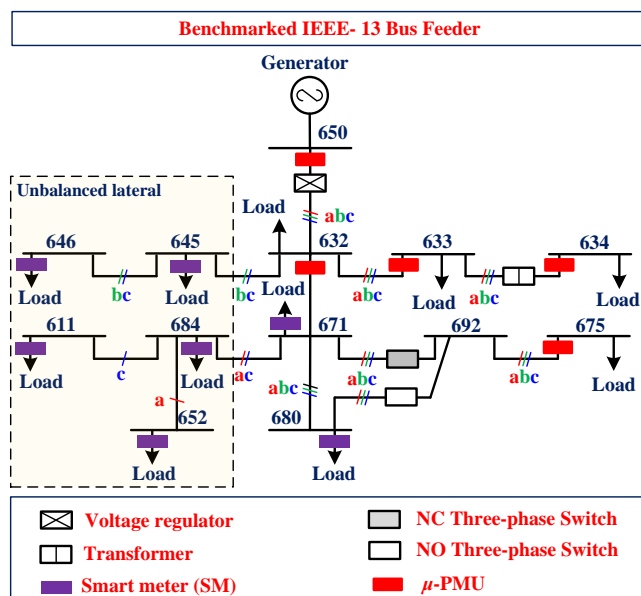 Benchmarked IEEE- 13 Bus Feeder
Generator
650
Unbalanced lateral
abc
Load
646
645
632
633
634
bc
bc
abc
abc
Load
Load
Load
Load
Load
611
684
671
692
675
c
ac
abc
abc
abc
Load
Load
Load
a
652
680
Load
Load
Voltage regulator
NC Three-phase Switch
Transformer
NO Three-phase Switch
Smart meter (SM)
μ-PMU